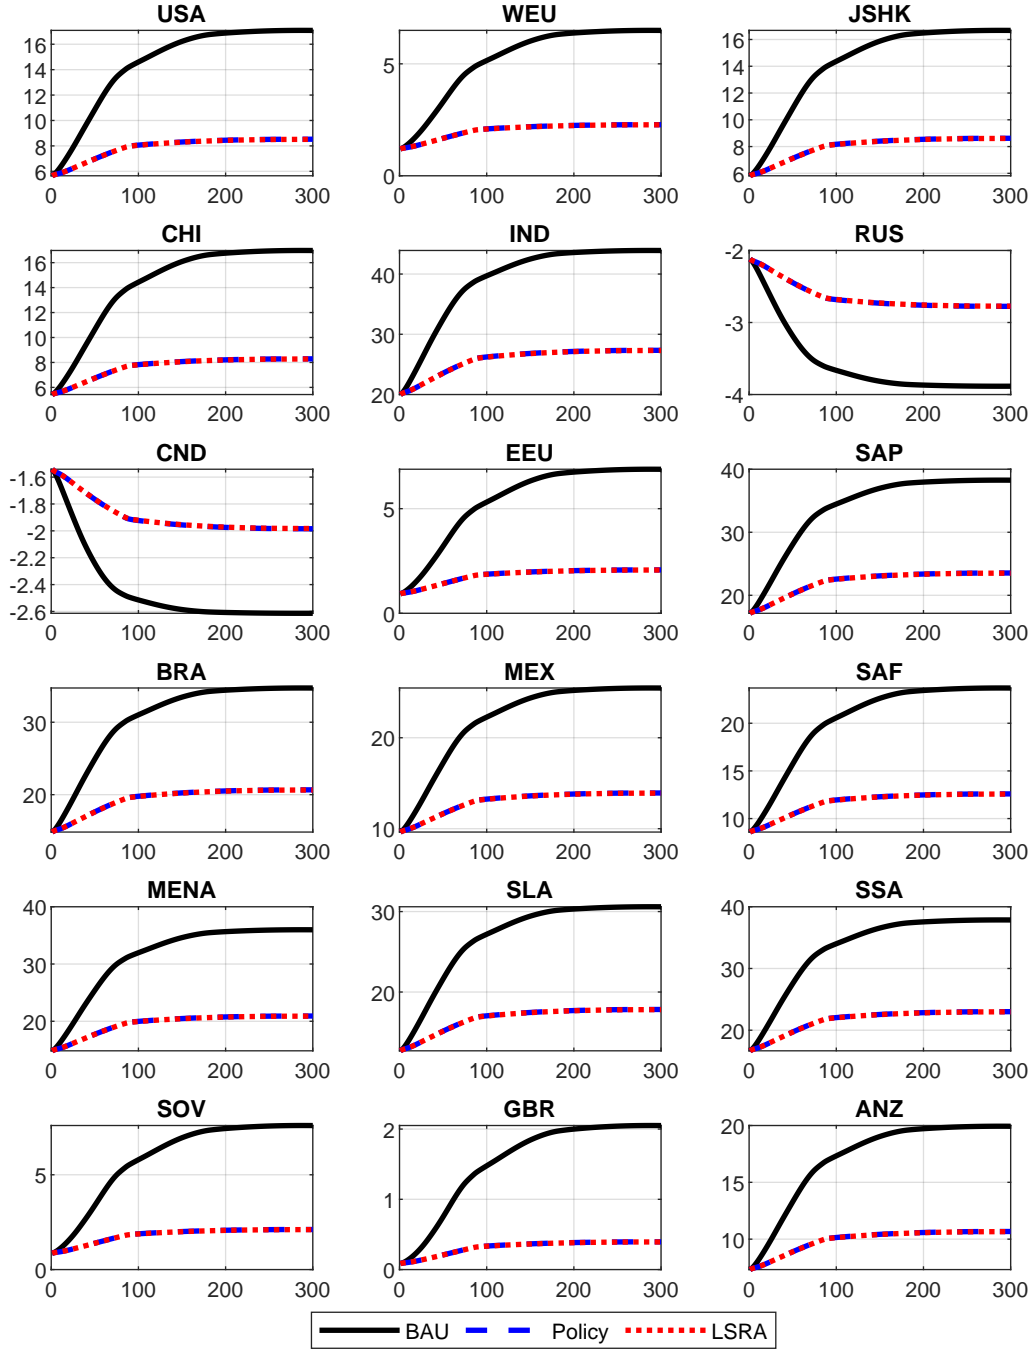 USA WEU JSHK
16 14 12 10 8 6
0 100 200 300
5 0
0 100 200 300
16 14 12 10 8 6
0 100 200 300
CHI IND RUS
16 14 12 10 8 6
0 100 200 300
40 30 20
0 100 200 300
-2 -3 -4
0 100 200 300
CND EEU SAP
-1.6 -1.8 -2 -2.2 -2.4 -2.6
0 100 200 300
5 0
0 100 200 300
40 30 20
0 100 200 300
BRA MEX SAF
30 20
0 100 200 300
20 10
0 100 200 300
20 15 10
0 100 200 300
MENA SLA SSA
40 30 20
0 100 200 300
30 20
0 100 200 300
40 30 20
0 100 200 300
SOV GBR ANZ
5 0
0 100 200 300
2 1 0
0 100 200 300
20 15 10
0 100 200 300
BAU Policy LSRA